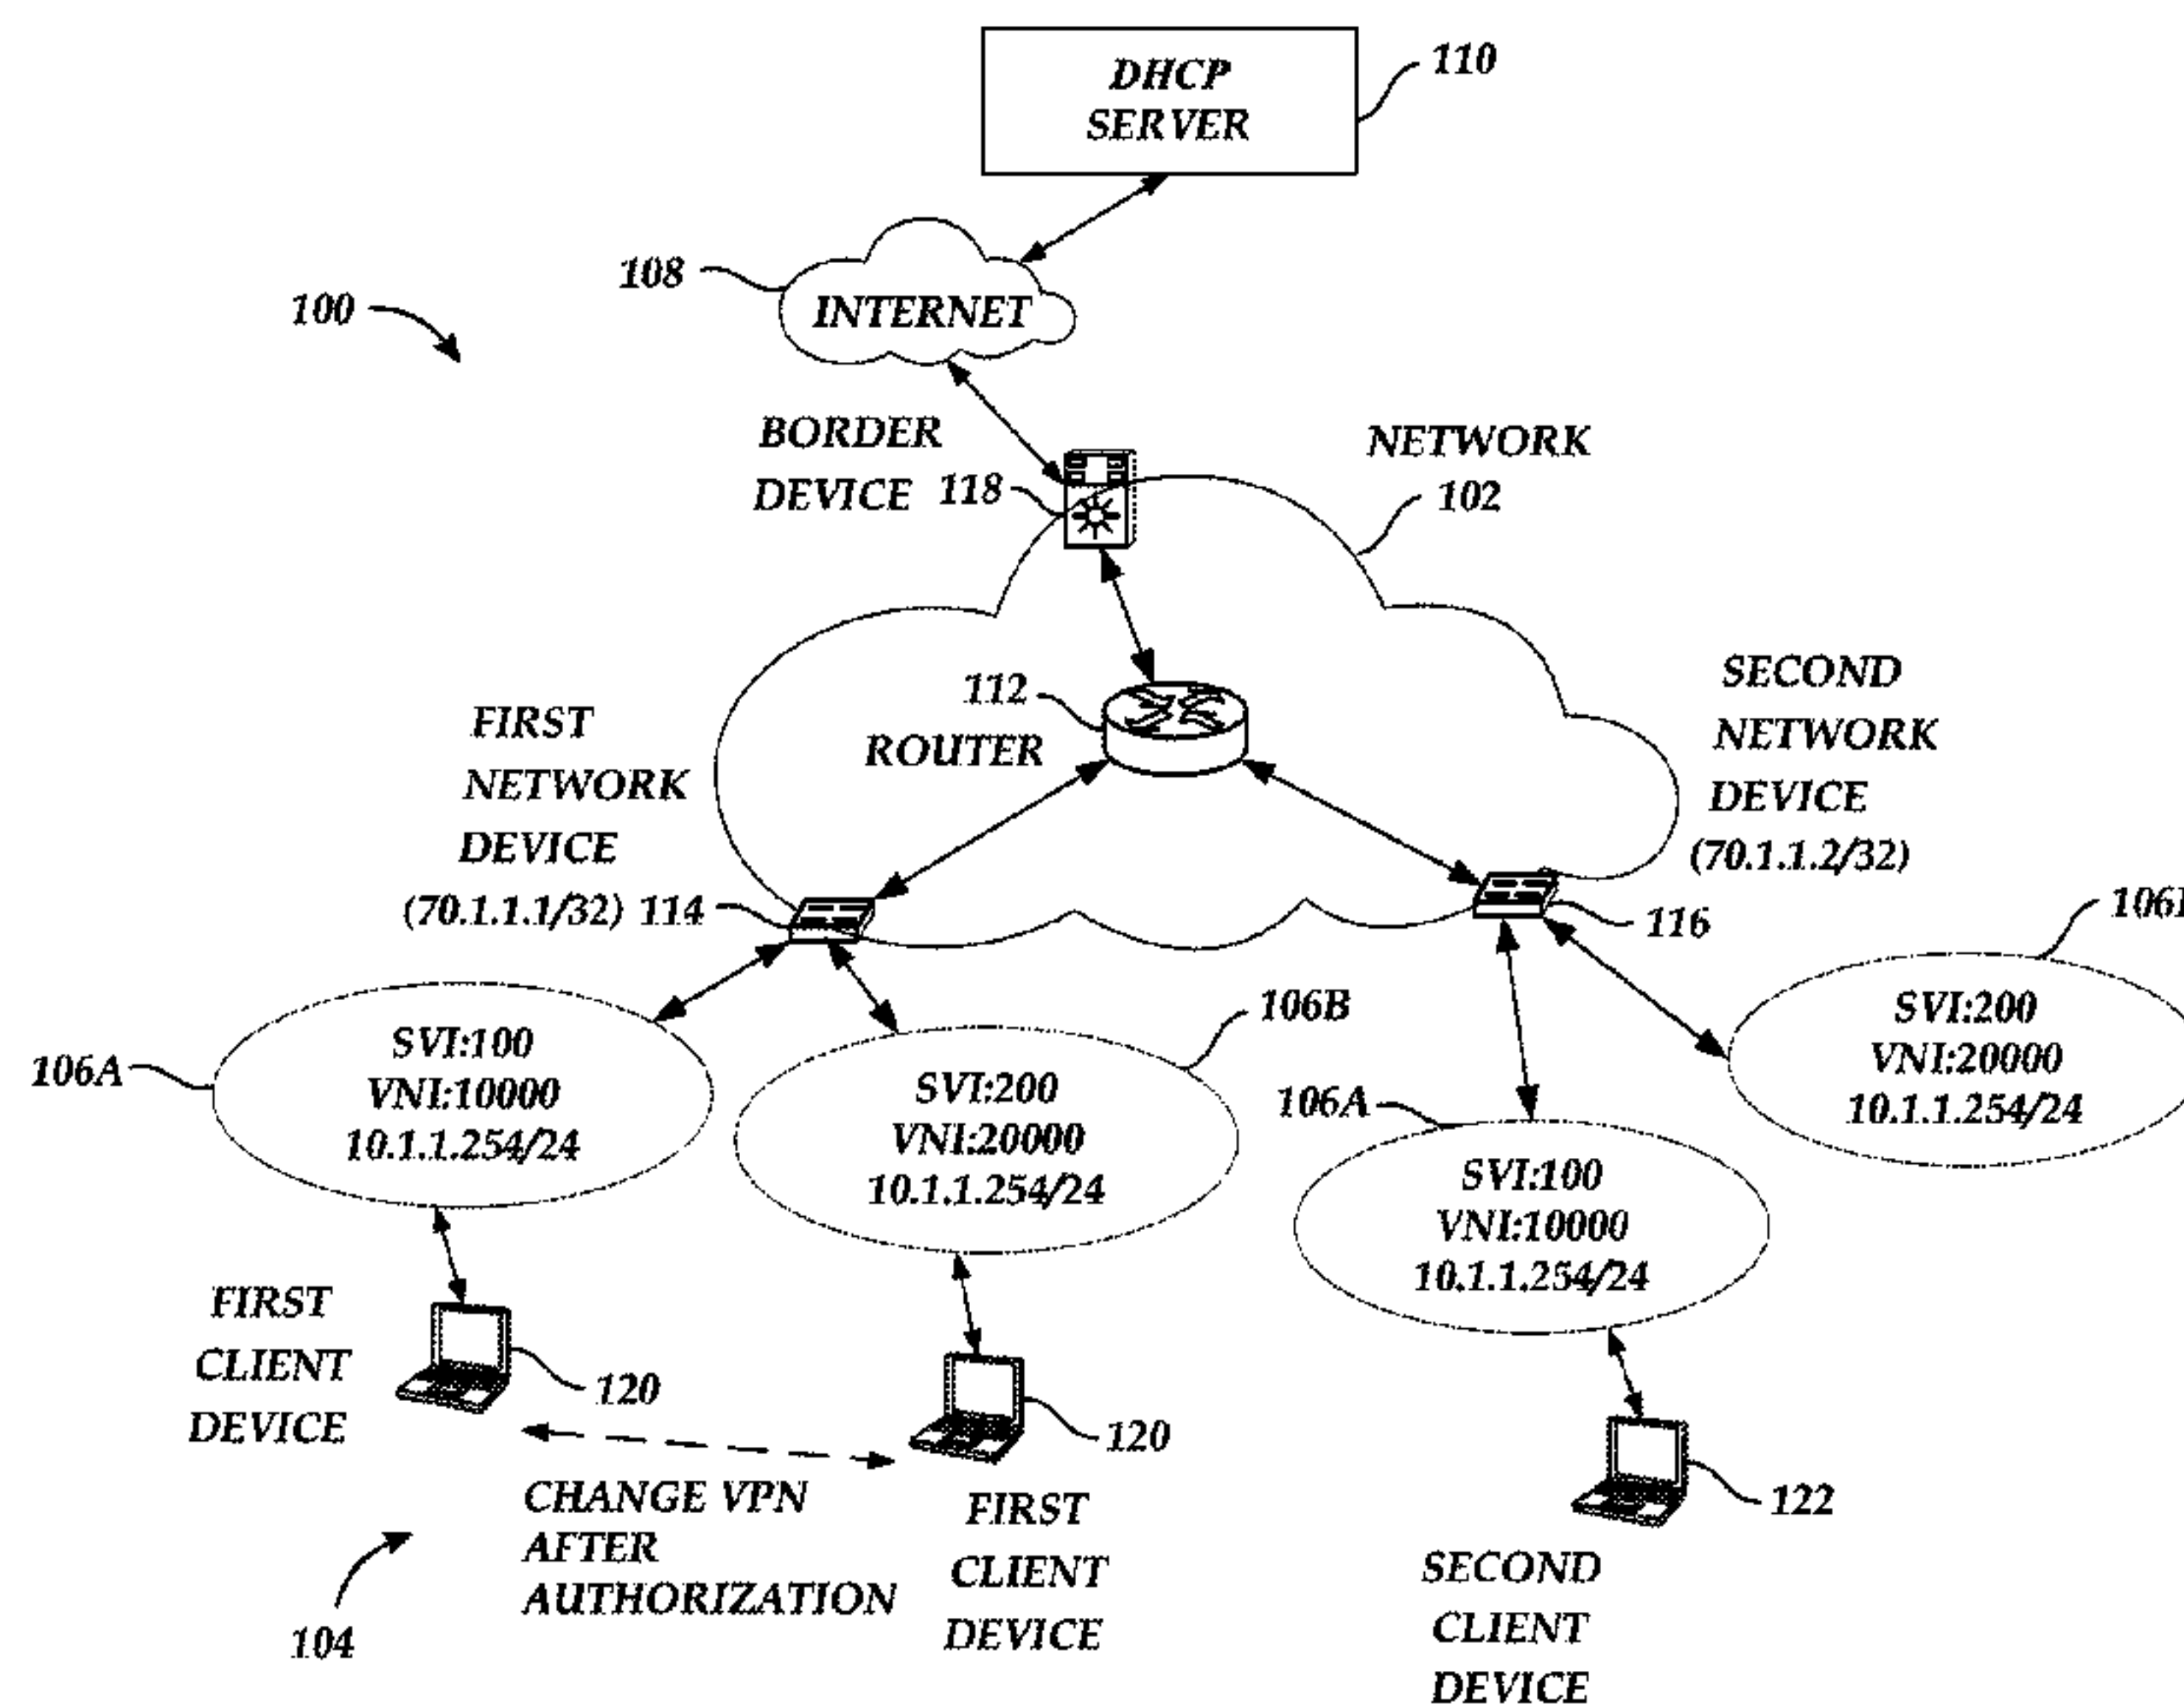 DHCP
SERVER
110
108
INTERNET
100
BORDER
DEVICE 118
NETWORK
102
112
ROUTER
FIRST
NETWORK
DEVICE
(70.1.1.1/32) 114
SECOND
NETWORK
DEVICE
(70.1.1.2/32)
116
106A
SVI:100
VNI:10000
10.1.1.254/24
106B
SVI:200
VNI:20000
10.1.1.254/24
106A
SVI:100
VNI:10000
10.1.1.254/24
SVI:200
VNI:20000
10.1.1.254/24
FIRST
CLIENT
DEVICE
120
CHANGE VPN
AFTER
AUTHORIZATION
120
FIRST
CLIENT
DEVICE
122
SECOND
CLIENT
DEVICE
104